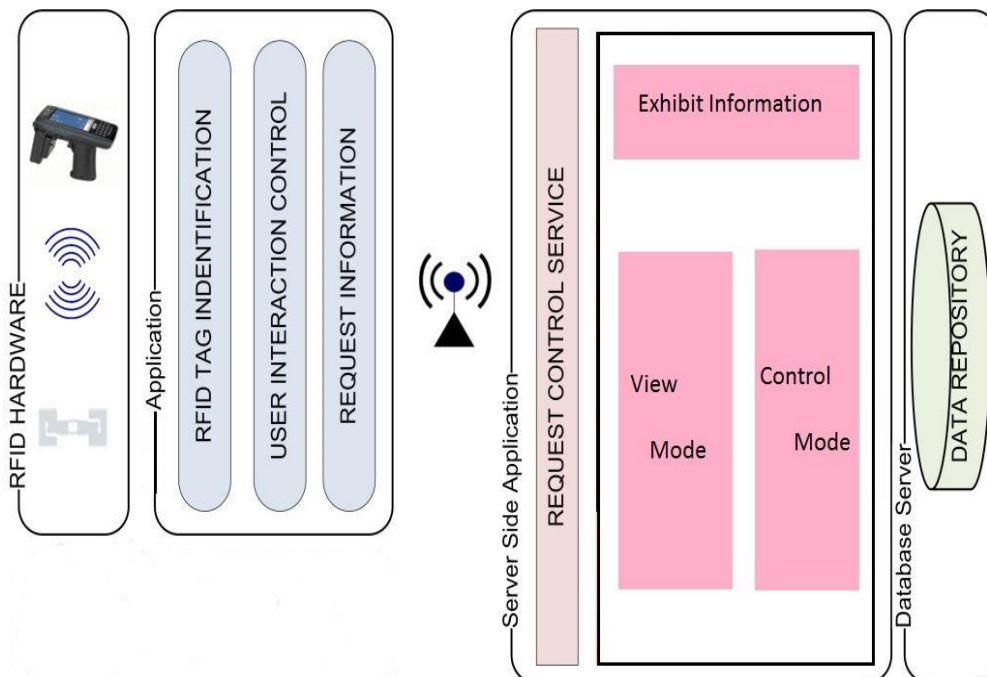 RFID HARDWARE
Application
RFID TAG INDENTIFICATION
USER INTERACTION CONTROL
REQUEST INFORMATION
Server Side Application
REQUEST CONTROL SERVICE
Exhibit Information
View
Mode
Control
Mode
Database Server
DATA REPOSITORY